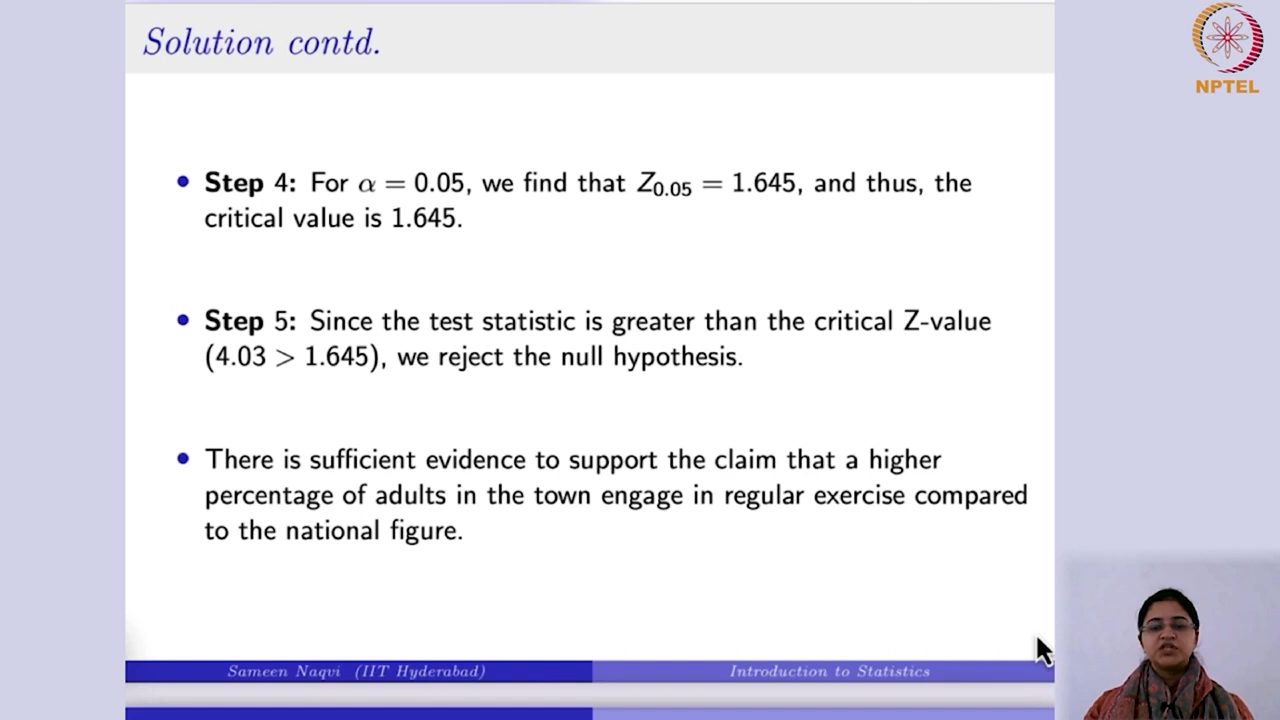 Solution contd.
NPTEL
• Step 4: For α = 0.05, we find that Z₀.₀₅ = 1.645, and thus, the
critical value is 1.645.
• Step 5: Since the test statistic is greater than the critical Z-value
(4.03 > 1.645), we reject the null hypothesis.
• There is sufficient evidence to support the claim that a higher
percentage of adults in the town engage in regular exercise compared
to the national figure.
Sameen Naqvi (IIT Hyderabad)
Introduction to Statistics